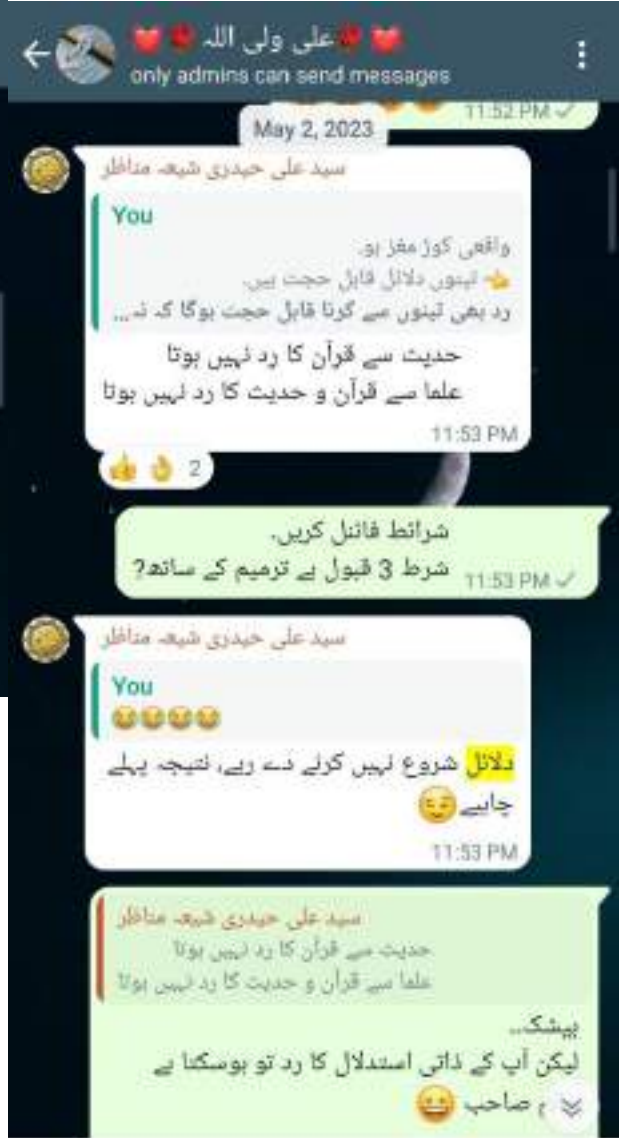 علی ولی اللہ
only admins can send messages
11:52 PM
May 2, 2023
سید علی حیدری شیعہ مناظر
You
واقعی کوڑ مغز ہو۔
👈 تینوں دلائل قابل حجت ہیں۔
رد بھی تینوں سے کرنا قابل حجت ہوگا کہ نہ...
حدیث سے قرآن کا رد نہیں ہوتا
علما سے قرآن و حدیث کا رد نہیں ہوتا
11:53 PM
👍 👌 2
شرائط فائنل کریں۔
شرط 3 قبول ہے ترمیم کے ساتھ?
11:53 PM
سید علی حیدری شیعہ مناظر
You
😂😂😂😂
دلائل شروع نہیں کرنے دے رہے، نتیجہ پہلے
چاہیے😏
11:53 PM
سید علی حیدری شیعہ مناظر
حدیث سے قرآن کا رد نہیں ہوتا
علما سے قرآن و حدیث کا رد نہیں ہوتا
بیشک۔۔
لیکن آپ کے ذاتی استدلال کا رد تو ہوسکتا ہے
صاحب 😀